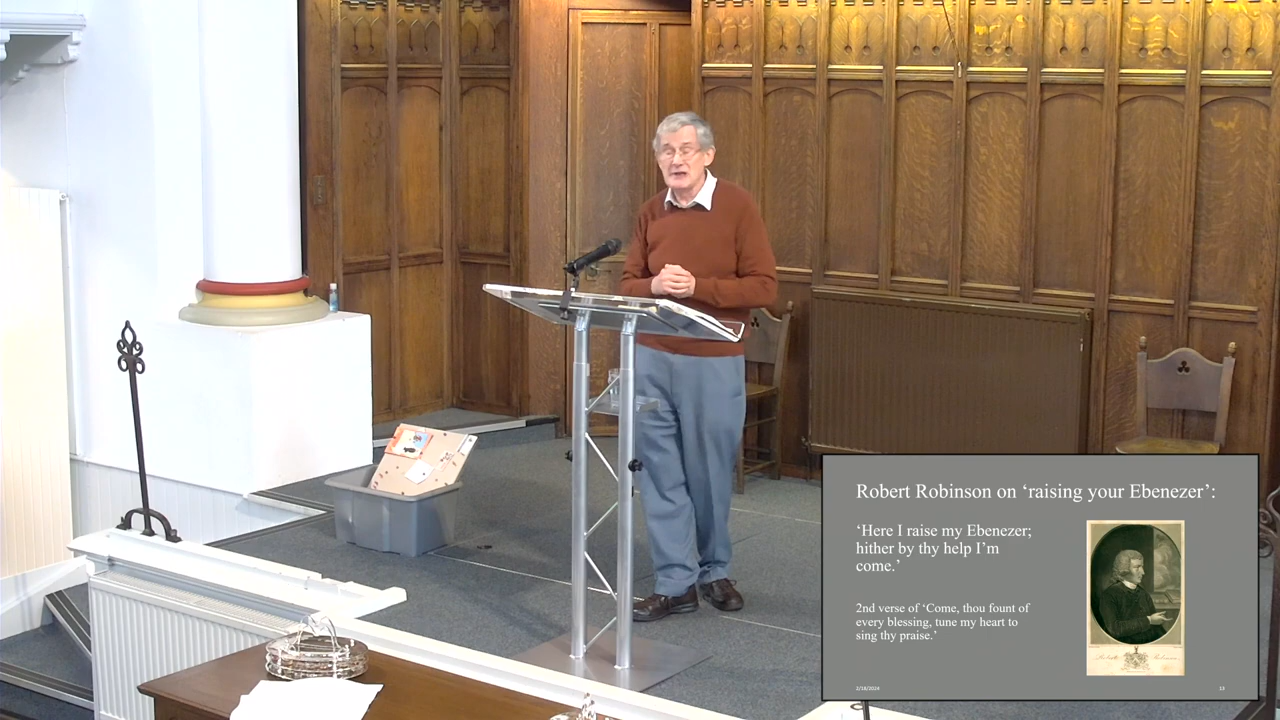 Robert Robinson on ‘raising your Ebenezer’:
‘Here I raise my Ebenezer;
hither by thy help I’m
come.’
2nd verse of ‘Come, thou fount of
every blessing, tune my heart to
sing thy praise.’
2/18/2024
23